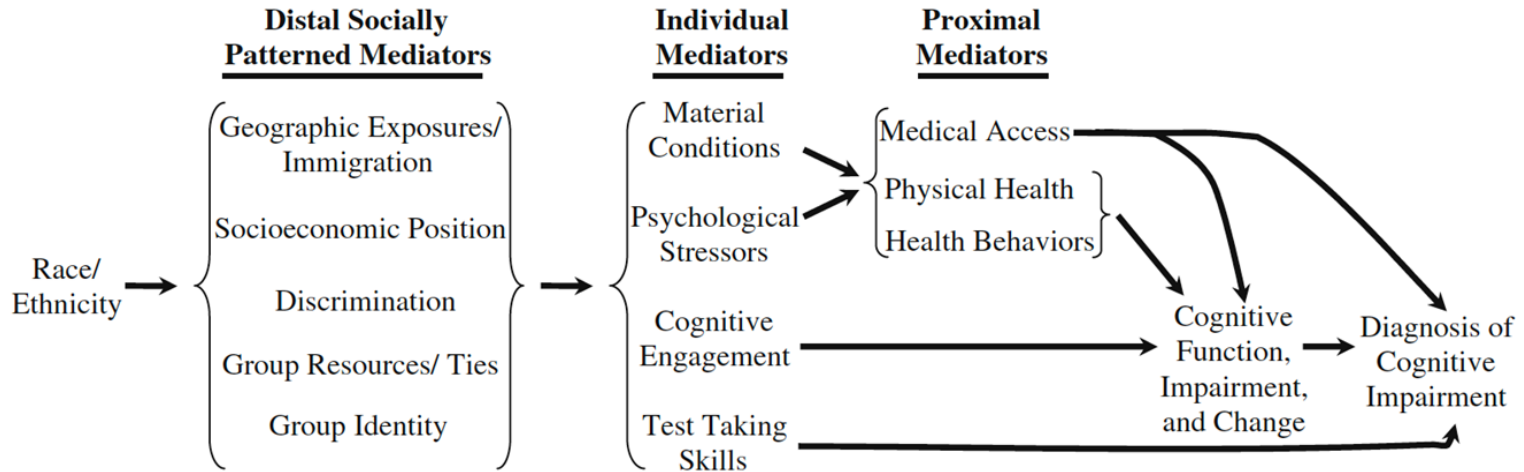 Distal Socially
Patterned Mediators
Individual
Mediators
Proximal
Mediators
Race/
Ethnicity
Geographic Exposures/
Immigration
Socioeconomic Position
Discrimination
Group Resources/ Ties
Group Identity
Material
Conditions
Psychological
Stressors
Cognitive
Engagement
Test Taking
Skills
Medical Access
Physical Health
Health Behaviors
Cognitive
Function,
Impairment,
and Change
Diagnosis of
Cognitive
Impairment